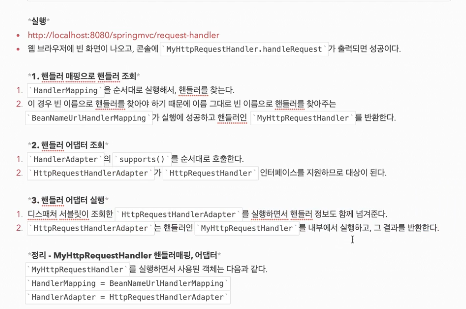 *실행*
http://localhost:8080/springmvc/request-handler
웹 브라우저에 빈 화면이 나오고, 콘솔에 `MyHttpRequestHandler.handleRequest` 가 출력되면 성공이다.
*1. 핸들러 매핑으로 핸들러 조회*
1. `HandlerMapping` 을 순서대로 실행해서, 핸들러를 찾는다.
2. 이 경우 빈 이름으로 핸들러를 찾아야 하기 때문에 이름 그대로 빈 이름으로 핸들러를 찾아주는
`BeanNameUrlHandlerMapping` 가 실행에 성공하고 핸들러인 `MyHttpRequestHandler` 를 반환한다.
*2. 핸들러 어댑터 조회*
1. `HandlerAdapter` 의 `supports()` 를 순서대로 호출한다.
2. `HttpRequestHandlerAdapter` 가 `HttpRequestHandler` 인터페이스를 지원하므로 대상이 된다.
*3. 핸들러 어댑터 실행*
1. 디스패처 서블릿이 조회한 `HttpRequestHandlerAdapter` 를 실행하면서 핸들러 정보도 함께 넘겨준다.
2. `HttpRequestHandlerAdapter` 는 핸들러인 `MyHttpRequestHandler` 를 내부에서 실행하고, 그 결과를 반환한다.
*정리 - MyHttpRequestHandler 핸들러매핑, 어댑터*
`MyHttpRequestHandler` 를 실행하면서 사용된 객체는 다음과 같다.
`HandlerMapping = BeanNameUrlHandlerMapping`
`HandlerAdapter = HttpRequestHandlerAdapter`